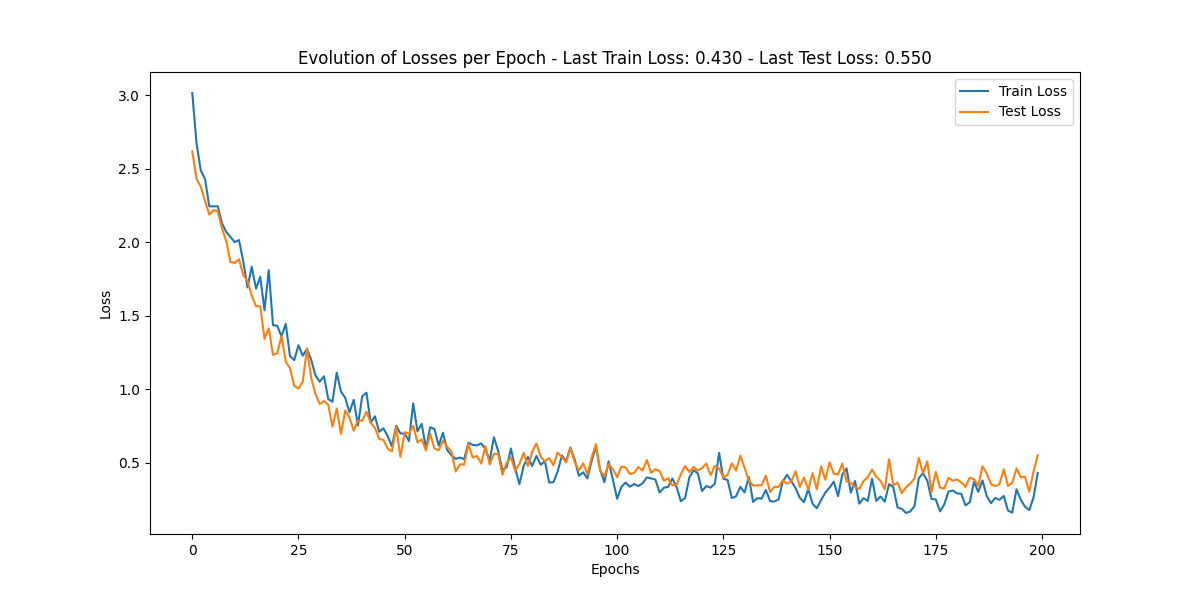 Evolution of Losses per Epoch - Last Train Loss: 0.430 - Last Test Loss: 0.550
Train Loss
Test Loss
3.0
2.5
2.0
1.5
1.0
0.5
Loss
0 25 50 75 100 125 150 175 200
Epochs